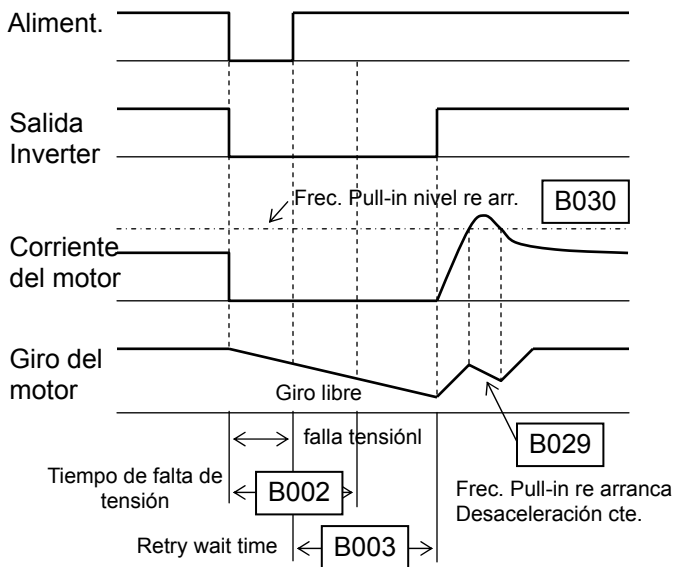 Aliment.
Salida
Inverter
Frec. Pull-in nivel re arr.
B030
Corriente
del motor
Giro del
motor
Giro libre
falla tensiónl
B029
Tiempo de falta de
tensión
B002
Frec. Pull-in re arranca
Desaceleración cte.
Retry wait time
B003